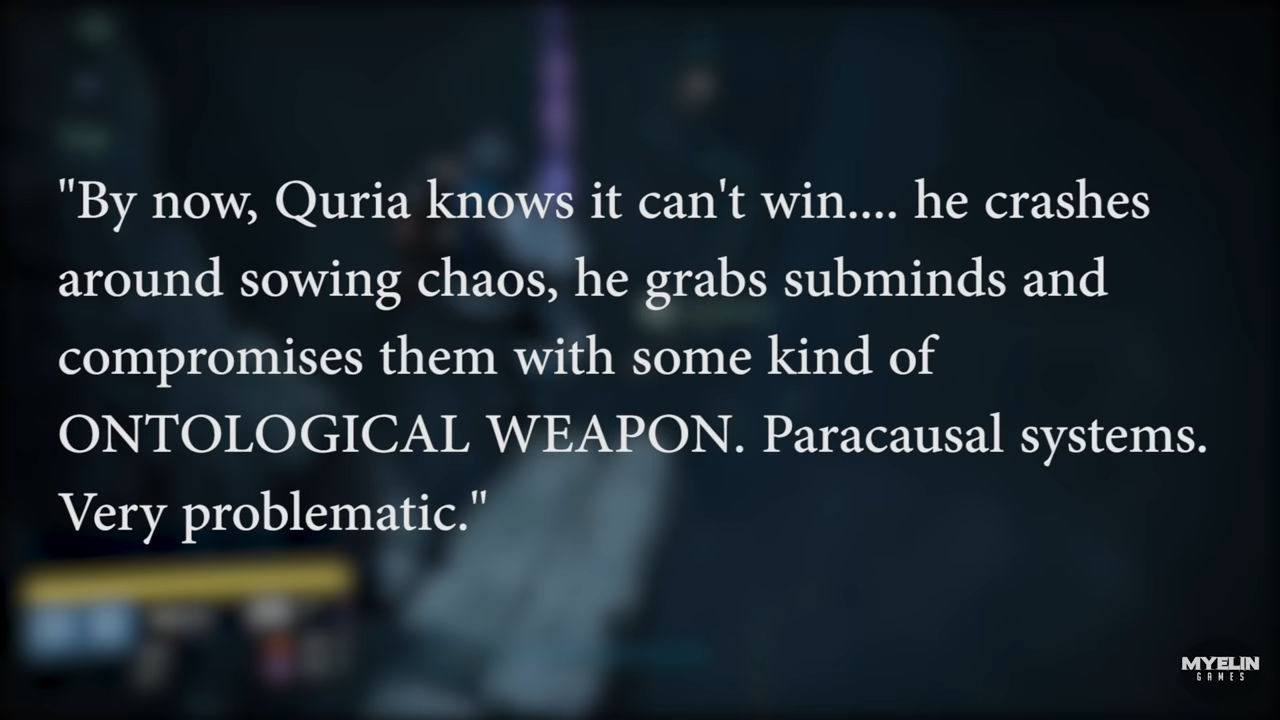 "By now, Quria knows it can't win.... he crashes
around sowing chaos, he grabs subminds and
compromises them with some kind of
ONTOLOGICAL WEAPON. Paracausal systems.
Very problematic."
MYELIN
GAMES